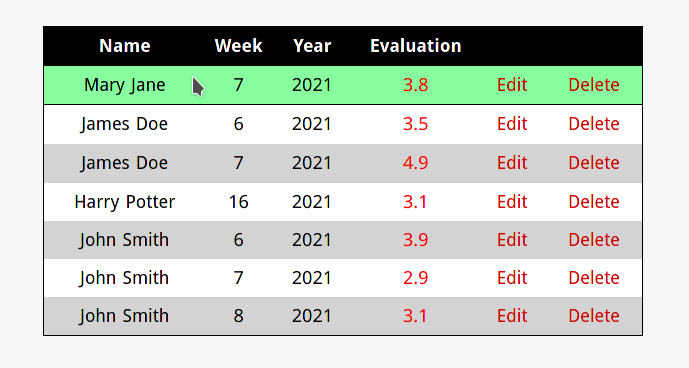 Name Week Year Evaluation
Mary Jane 7 2021 3.8 Edit Delete
James Doe 6 2021 3.5 Edit Delete
James Doe 7 2021 4.9 Edit Delete
Harry Potter 16 2021 3.1 Edit Delete
John Smith 6 2021 3.9 Edit Delete
John Smith 7 2021 2.9 Edit Delete
John Smith 8 2021 3.1 Edit Delete